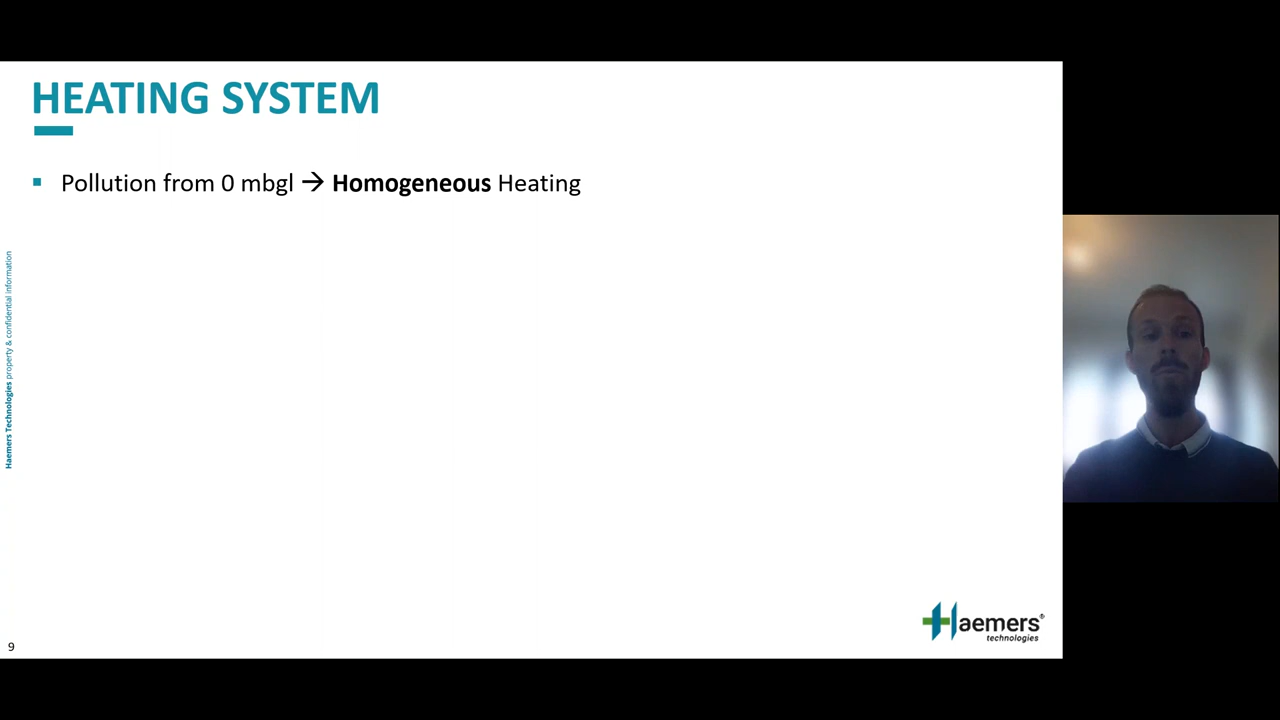 HEATING SYSTEM
▪ Pollution from 0 mbgl → Homogeneous Heating
Haemers Technologies property & confidential information
Haemers®
technologies
9